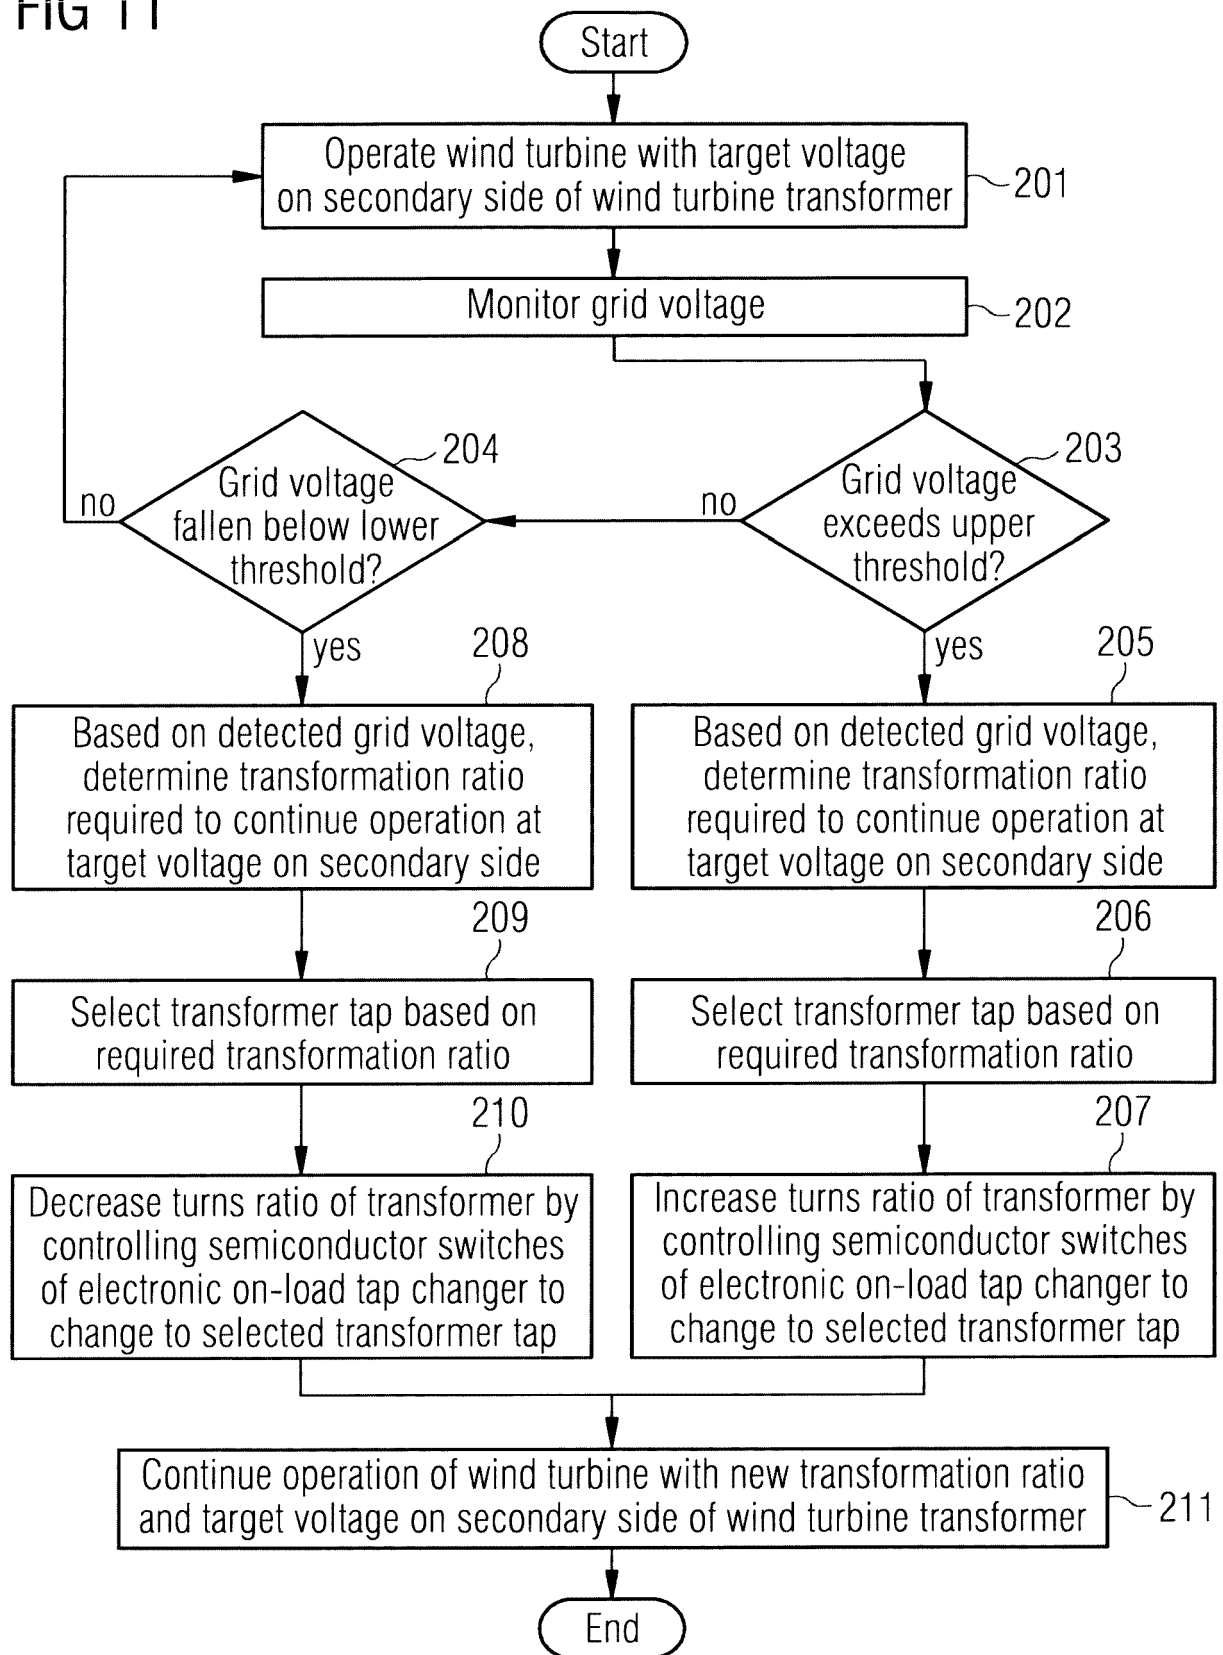 FIG 11
Start
Operate wind turbine with target voltage
on secondary side of wind turbine transformer
201
Monitor grid voltage
202
204
Grid voltage
fallen below lower
threshold?
no
203
Grid voltage
exceeds upper
threshold?
no
yes
208
yes
205
Based on detected grid voltage,
determine transformation ratio
required to continue operation at
target voltage on secondary side
Based on detected grid voltage,
determine transformation ratio
required to continue operation at
target voltage on secondary side
209
206
Select transformer tap based on
required transformation ratio
Select transformer tap based on
required transformation ratio
210
207
Decrease turns ratio of transformer by
controlling semiconductor switches
of electronic on-load tap changer to
change to selected transformer tap
Increase turns ratio of transformer by
controlling semiconductor switches
of electronic on-load tap changer to
change to selected transformer tap
Continue operation of wind turbine with new transformation ratio
and target voltage on secondary side of wind turbine transformer
211
End